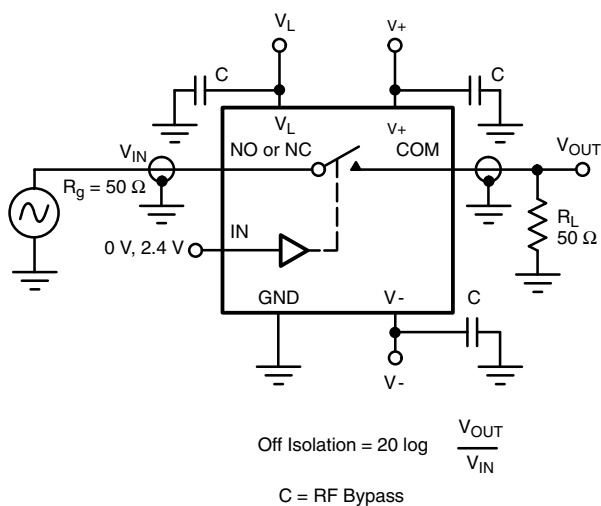 V_L
V+
C
C
V_L
V+
V_IN
NO or NC
COM
V_OUT
R_g = 50 Ω
R_L
50 Ω
IN
0 V, 2.4 V
GND
V-
C
V-
Off Isolation = 20 log V_OUT / V_IN
C = RF Bypass